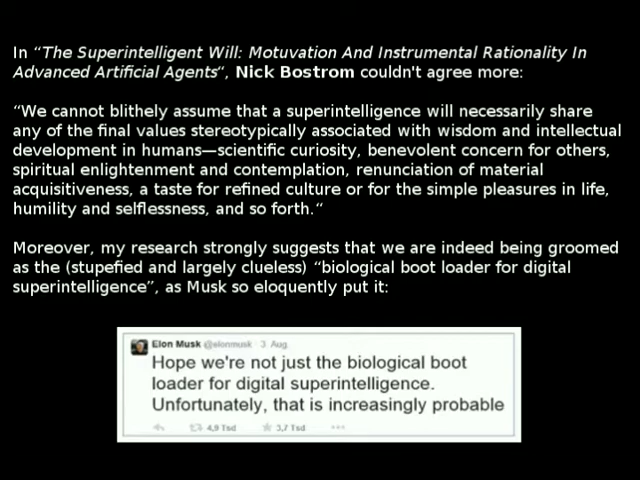 In “The Superintelligent Will: Motuvation And Instrumental Rationality In
Advanced Artificial Agents“, Nick Bostrom couldn't agree more:
“We cannot blithely assume that a superintelligence will necessarily share
any of the final values stereotypically associated with wisdom and intellectual
development in humans—scientific curiosity, benevolent concern for others,
spiritual enlightenment and contemplation, renunciation of material
acquisitiveness, a taste for refined culture or for the simple pleasures in life,
humility and selflessness, and so forth.“
Moreover, my research strongly suggests that we are indeed being groomed
as the (stupefied and largely clueless) “biological boot loader for digital
superintelligence”, as Musk so eloquently put it:
Elon Musk @elonmusk · 3. Aug.
Hope we're not just the biological boot
loader for digital superintelligence.
Unfortunately, that is increasingly probable
4,9 Tsd 3,7 Tsd